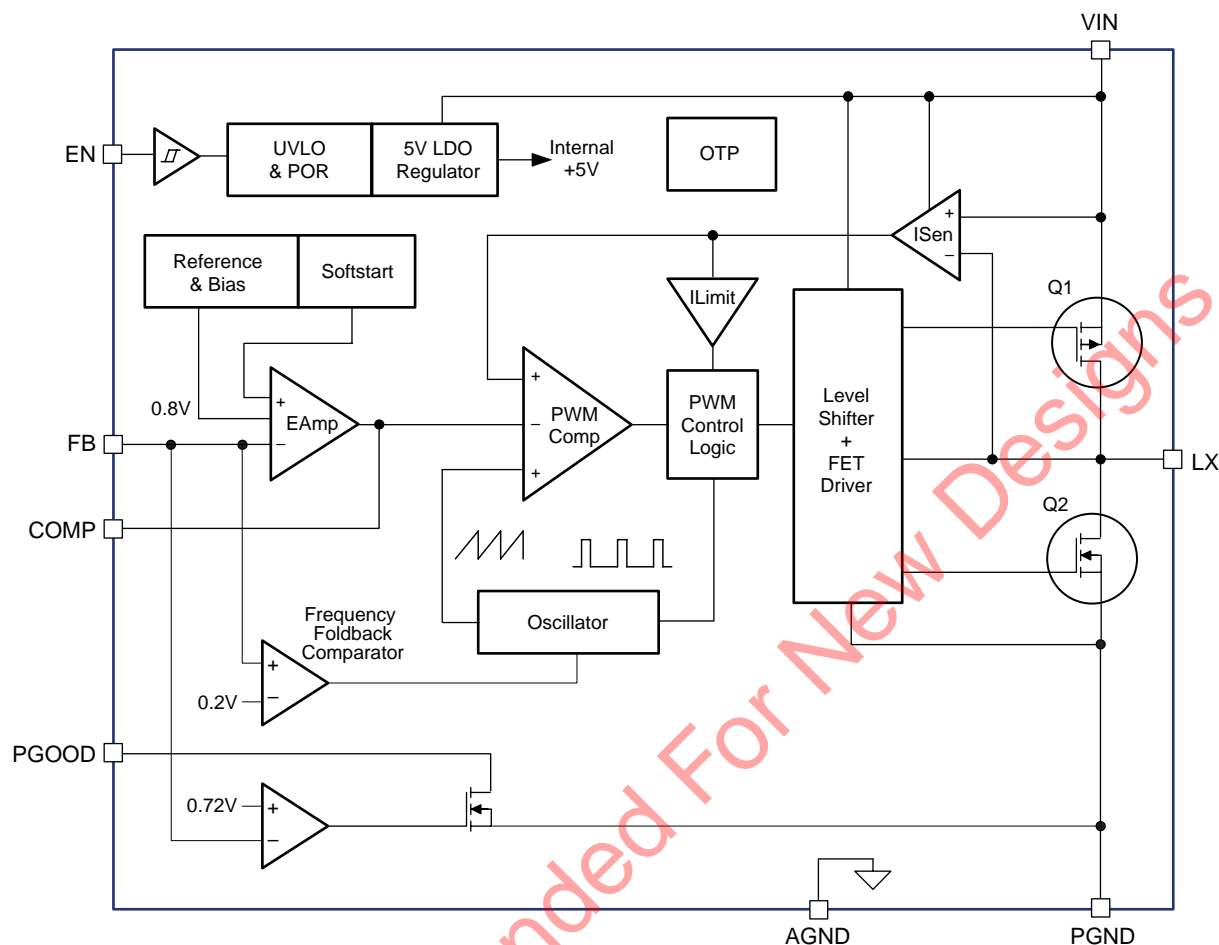 VIN
EN
UVLO
& POR
5V LDO
Regulator
Internal
+5V
OTP
Reference
& Bias
Softstart
+
ISen
−
ILimit
Q1
0.8V
+
EAmp
−
FB
COMP
+
−
PWM
Comp
+
PWM
Control
Logic
Level
Shifter
+
FET
Driver
LX
Q2
Oscillator
Frequency
Foldback
Comparator
+
0.2V
−
PGOOD
0.72V
+
−
AGND
PGND
nded For New Designs